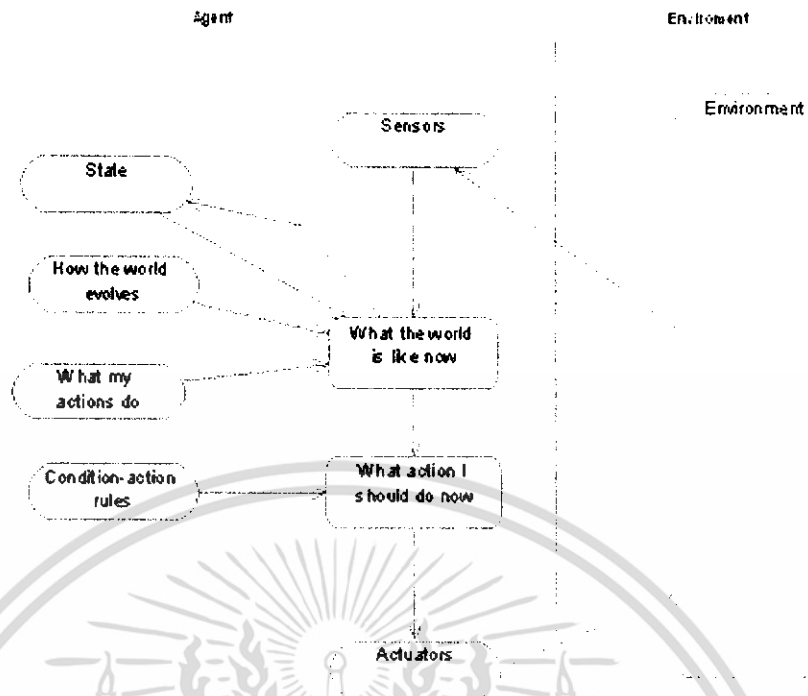 Agent
Enviroment
Environment
Sensors
State
How the world
evolves
What the world
is like now
What my
actions do
Condition-action
rules
What action I
should do now
Actuators